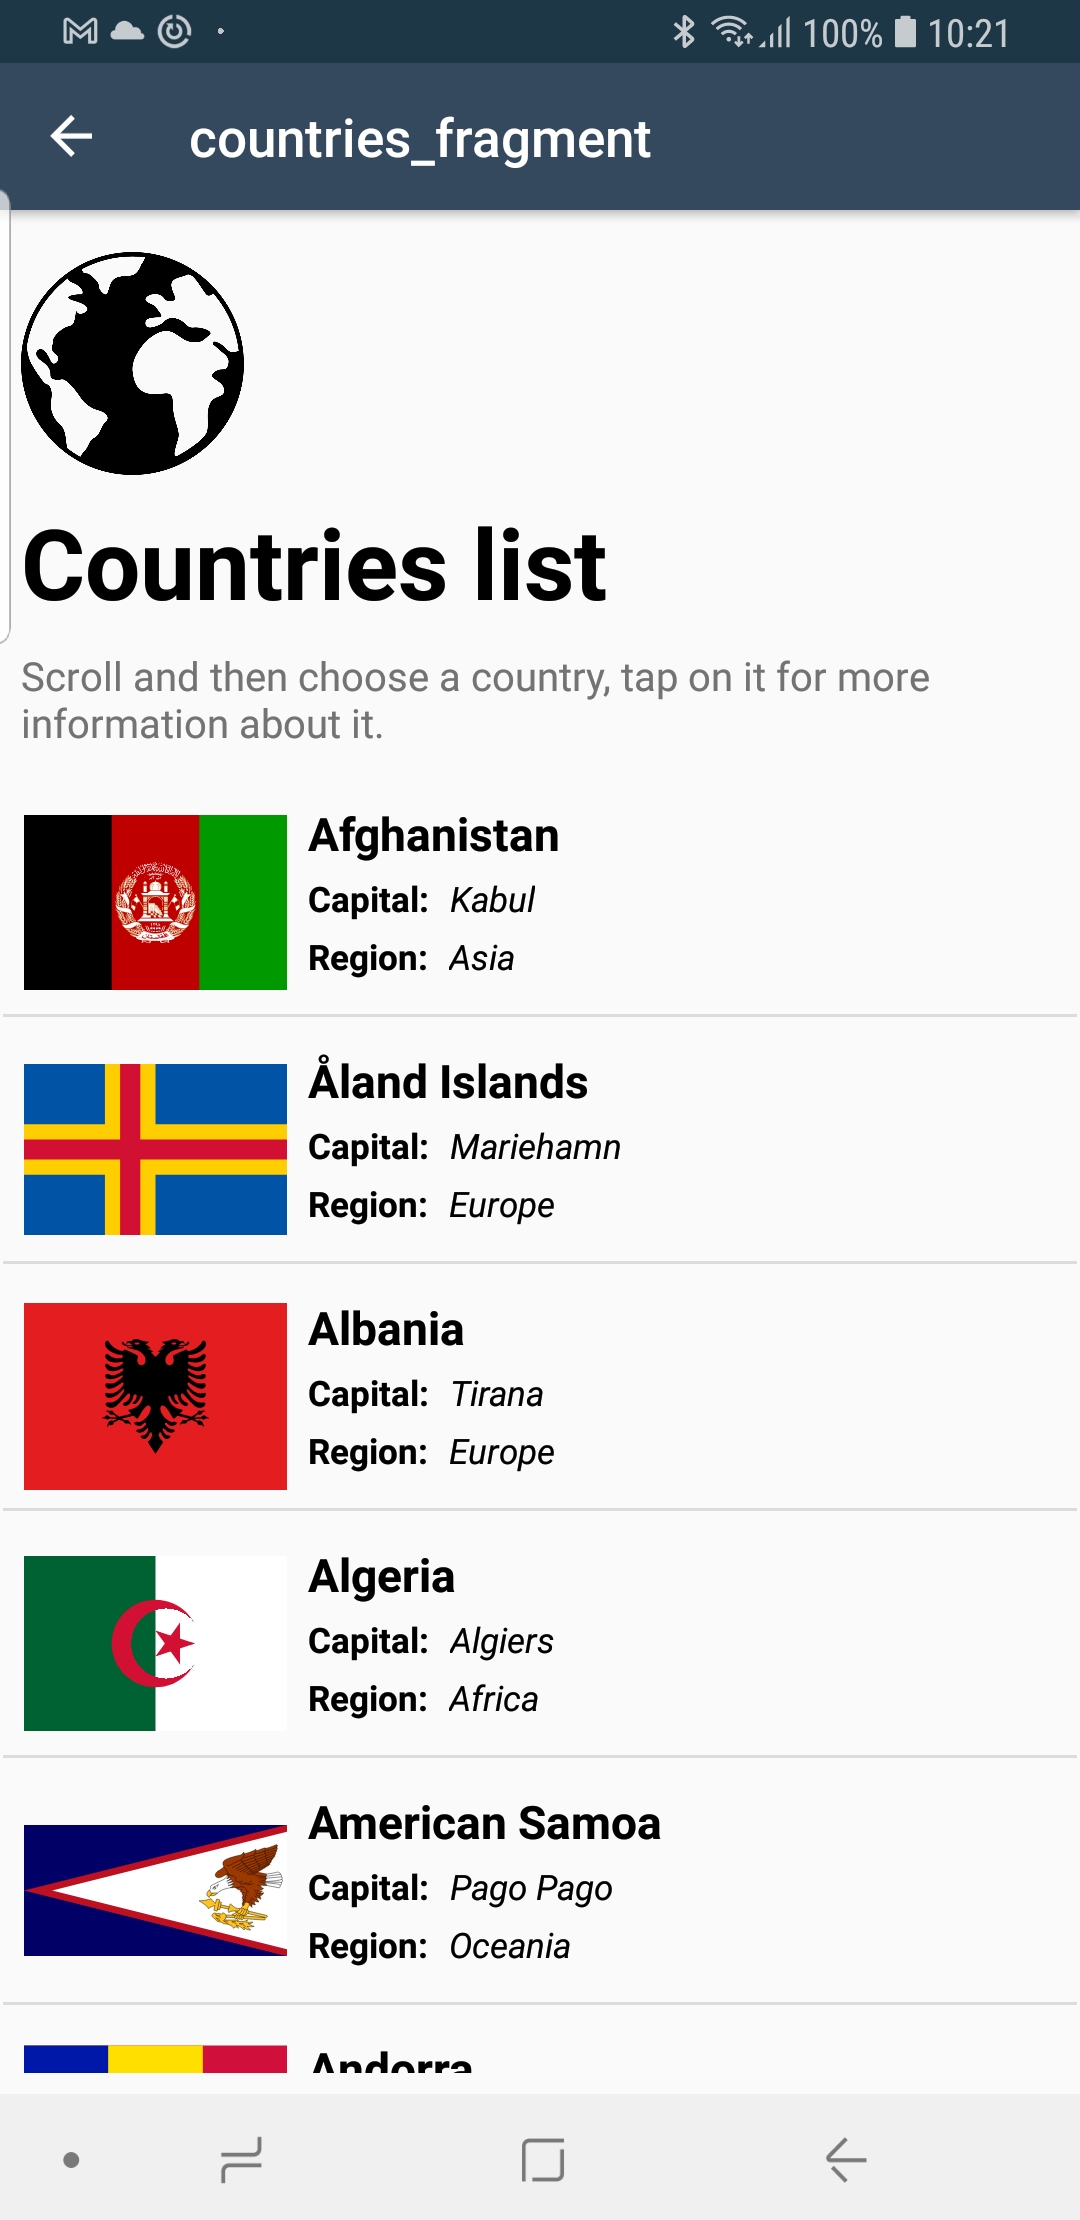 100% 10:21
countries_fragment
Countries list
Scroll and then choose a country, tap on it for more
information about it.
Afghanistan
Capital: Kabul
Region: Asia
Åland Islands
Capital: Mariehamn
Region: Europe
Albania
Capital: Tirana
Region: Europe
Algeria
Capital: Algiers
Region: Africa
American Samoa
Capital: Pago Pago
Region: Oceania
Andorra